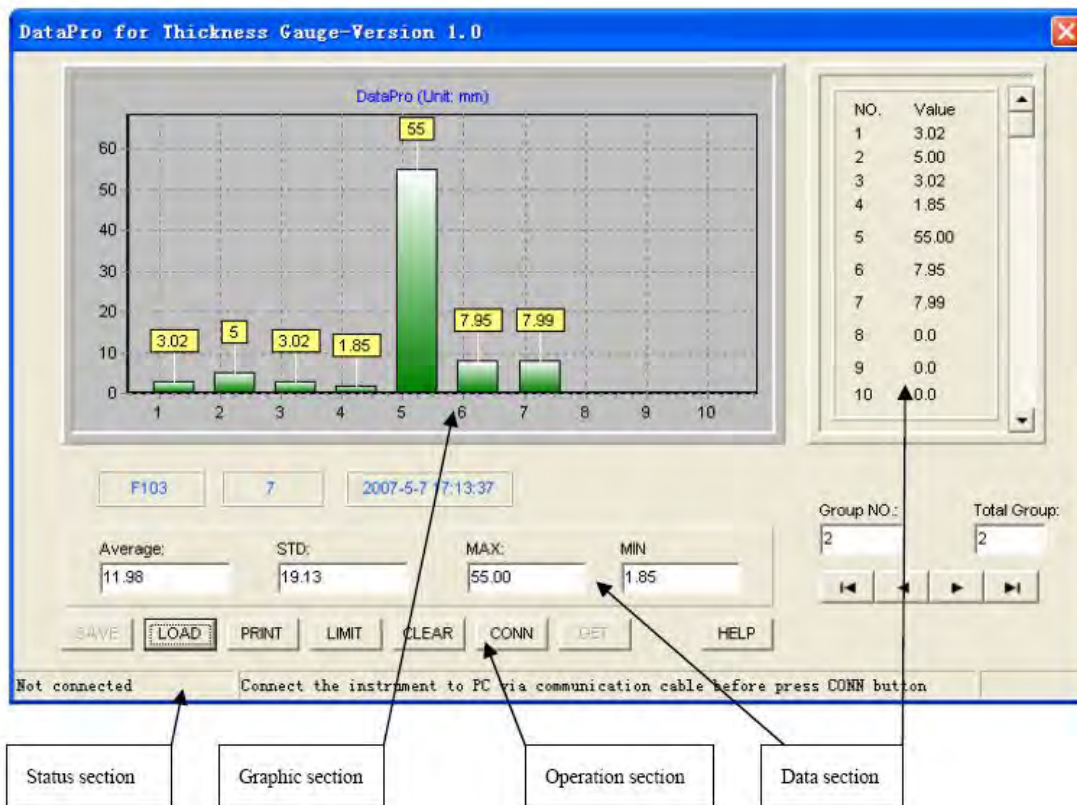 DataPro for Thickness Gauge-Version 1.0
DataPro (Unit: mm)
60
50
40
30
20
10
0
3.02
5
3.02
1.85
55
7.95
7.99
1 2 3 4 5 6 7 8 9 10
NO. Value
1 3.02
2 5.00
3 3.02
4 1.85
5 55.00
6 7.95
7 7.99
8 0.0
9 0.0
10 0.0
F103 7 2007-5-7 17:13:37
Group NO.: Total Group:
2 2
Average: STD: MAX: MIN
11.98 19.13 55.00 1.85
SAVE LOAD PRINT LIMIT CLEAR CONN GET HELP
Not connected Connect the instrument to PC via communication cable before press CONN button
Status section Graphic section Operation section Data section